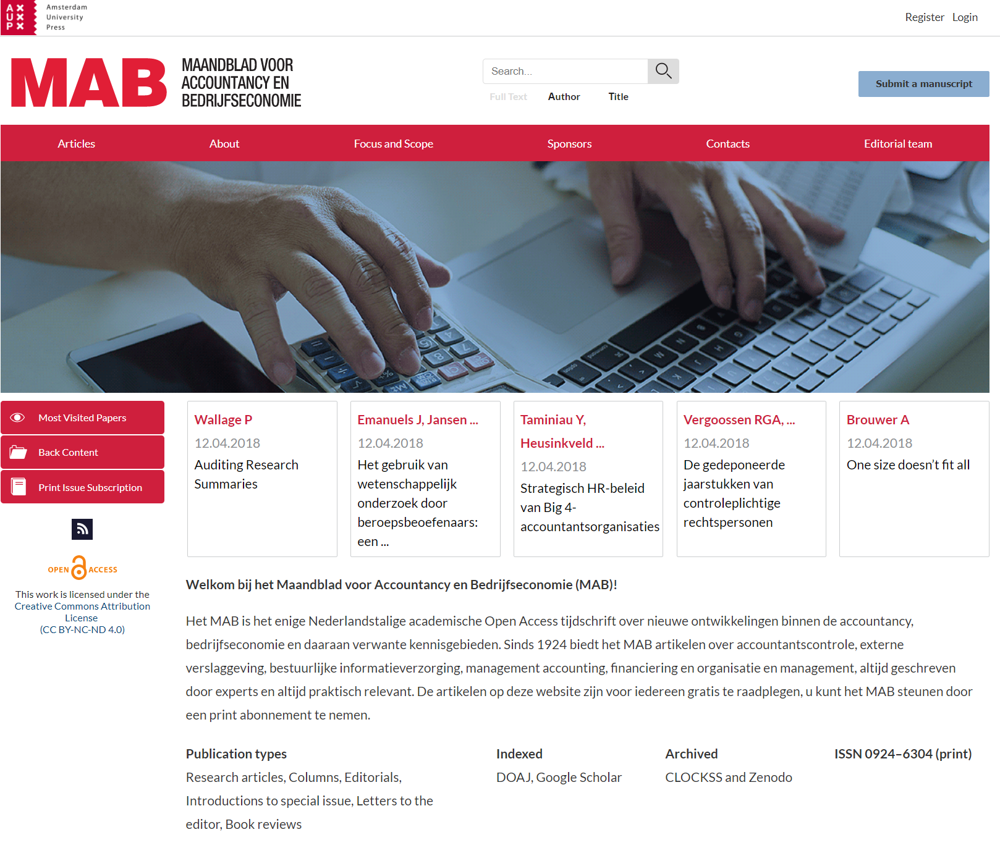 AUP
Amsterdam
University
Press
Register Login
MAB
MAANDBLAD VOOR
ACCOUNTANCY EN
BEDRIJFSECONOMIE
Search...
Full Text Author Title
Submit a manuscript
Articles About Focus and Scope Sponsors Contacts Editorial team
Most Visited Papers
Back Content
Print Issue Subscription
OPEN ACCESS
This work is licensed under the
Creative Commons Attribution
License
(CC BY-NC-ND 4.0)
Wallage P
12.04.2018
Auditing Research
Summaries
Emanuels J, Jansen ...
12.04.2018
Het gebruik van
wetenschappelijk
onderzoek door
beroepsbeoefenaars:
een ...
Taminiau Y,
Heusinkveld ...
12.04.2018
Strategisch HR-beleid
van Big 4-
accountantsorganisaties
Vergoossen RGA, ...
12.04.2018
De gedeponeerde
jaarstukken van
controleplichtige
rechtspersonen
Brouwer A
12.04.2018
One size doesn’t fit all
Welkom bij het Maandblad voor Accountancy en Bedrijfseconomie (MAB)!
Het MAB is het enige Nederlandstalige academische Open Access tijdschrift over nieuwe ontwikkelingen binnen de accountancy,
bedrijfseconomie en daaraan verwante kennisgebieden. Sinds 1924 biedt het MAB artikelen over accountantscontrole, externe
verslaggeving, bestuurlijke informatieverzorging, management accounting, financiering en organisatie en management, altijd geschreven
door experts en altijd praktisch relevant. De artikelen op deze website zijn voor iedereen gratis te raadplegen, u kunt het MAB steunen door
een print abonnement te nemen.
Publication types
Research articles, Columns, Editorials,
Introductions to special issue, Letters to the
editor, Book reviews
Indexed
DOAJ, Google Scholar
Archived
CLOCKSS and Zenodo
ISSN 0924–6304 (print)